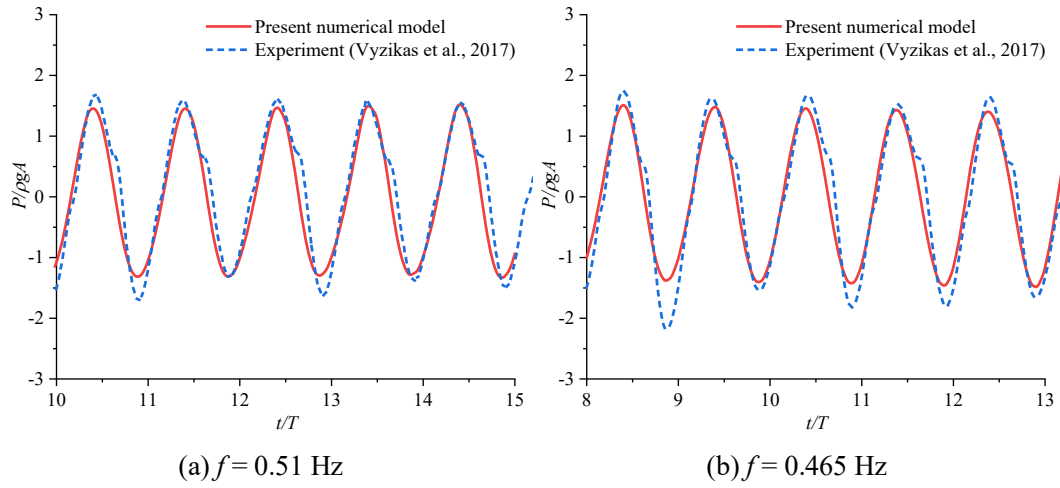 Present numerical model
Experiment (Vyzikas et al., 2017)
P/ρgA
3
2
1
0
-1
-2
-3
10 11 12 13 14 15
t/T
(a) f = 0.51 Hz
Present numerical model
Experiment (Vyzikas et al., 2017)
P/ρgA
3
2
1
0
-1
-2
-3
8 9 10 11 12 13
t/T
(b) f = 0.465 Hz